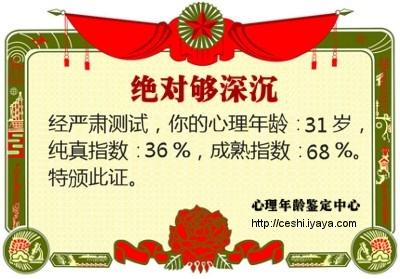 绝对够深沉
经严肃测试，你的心理年龄：31岁，
纯真指数：36%，成熟指数：68%。
特颁此证。
心理年龄鉴定中心
http://ceshi.iyaya.com